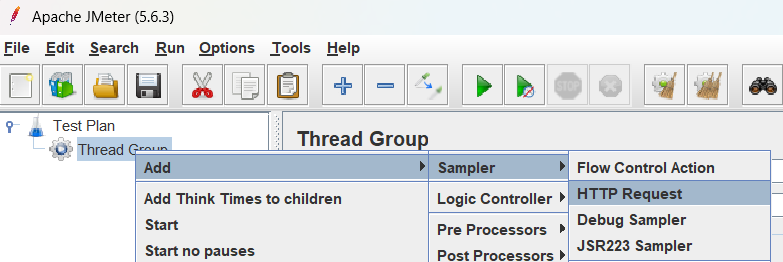 Apache JMeter (5.6.3)
File Edit Search Run Options Tools Help
STOP
Test Plan
Thread Group
Thread Group
Add
Add Think Times to children
Start
Start no pauses
Sampler
Logic Controller
Pre Processors
Post Processors
Flow Control Action
HTTP Request
Debug Sampler
JSR223 Sampler